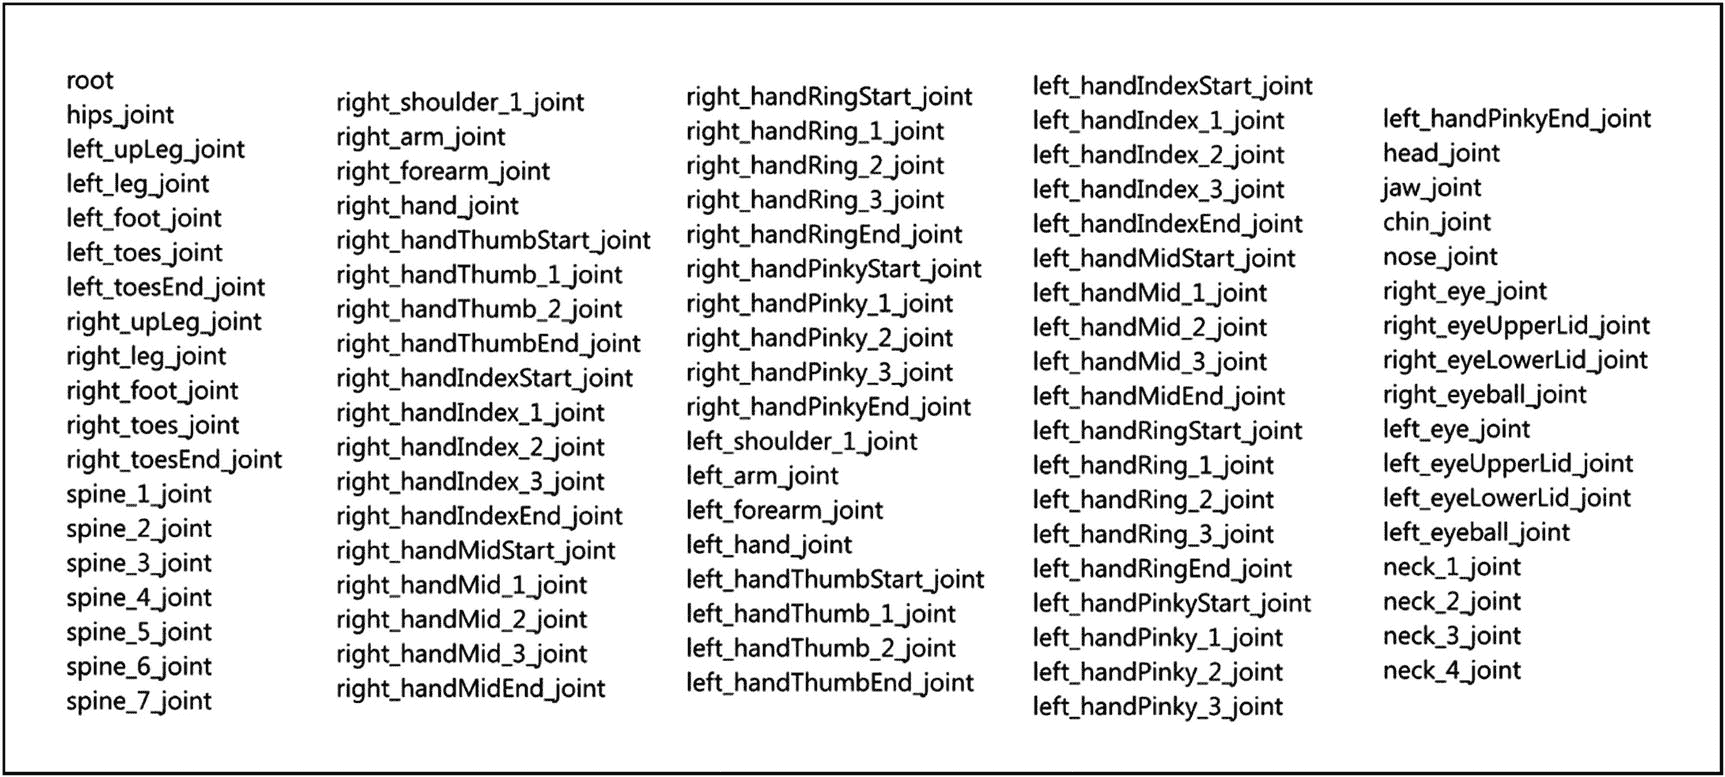 root
hips_joint
left_upLeg_joint
left_leg_joint
left_foot_joint
left_toes_joint
left_toesEnd_joint
right_upLeg_joint
right_leg_joint
right_foot_joint
right_toes_joint
right_toesEnd_joint
spine_1_joint
spine_2_joint
spine_3_joint
spine_4_joint
spine_5_joint
spine_6_joint
spine_7_joint
right_shoulder_1_joint
right_arm_joint
right_forearm_joint
right_hand_joint
right_handThumbStart_joint
right_handThumb_1_joint
right_handThumb_2_joint
right_handThumbEnd_joint
right_handIndexStart_joint
right_handIndex_1_joint
right_handIndex_2_joint
right_handIndex_3_joint
right_handIndexEnd_joint
right_handMidStart_joint
right_handMid_1_joint
right_handMid_2_joint
right_handMid_3_joint
right_handMidEnd_joint
right_handRingStart_joint
right_handRing_1_joint
right_handRing_2_joint
right_handRing_3_joint
right_handRingEnd_joint
right_handPinkyStart_joint
right_handPinky_1_joint
right_handPinky_2_joint
right_handPinky_3_joint
right_handPinkyEnd_joint
left_shoulder_1_joint
left_arm_joint
left_forearm_joint
left_hand_joint
left_handThumbStart_joint
left_handThumb_1_joint
left_handThumb_2_joint
left_handThumbEnd_joint
left_handIndexStart_joint
left_handIndex_1_joint
left_handIndex_2_joint
left_handIndex_3_joint
left_handIndexEnd_joint
left_handMidStart_joint
left_handMid_1_joint
left_handMid_2_joint
left_handMid_3_joint
left_handMidEnd_joint
left_handRingStart_joint
left_handRing_1_joint
left_handRing_2_joint
left_handRing_3_joint
left_handRingEnd_joint
left_handPinkyStart_joint
left_handPinky_1_joint
left_handPinky_2_joint
left_handPinky_3_joint
left_handPinkyEnd_joint
head_joint
jaw_joint
chin_joint
nose_joint
right_eye_joint
right_eyeUpperLid_joint
right_eyeLowerLid_joint
right_eyeball_joint
left_eye_joint
left_eyeUpperLid_joint
left_eyeLowerLid_joint
left_eyeball_joint
neck_1_joint
neck_2_joint
neck_3_joint
neck_4_joint